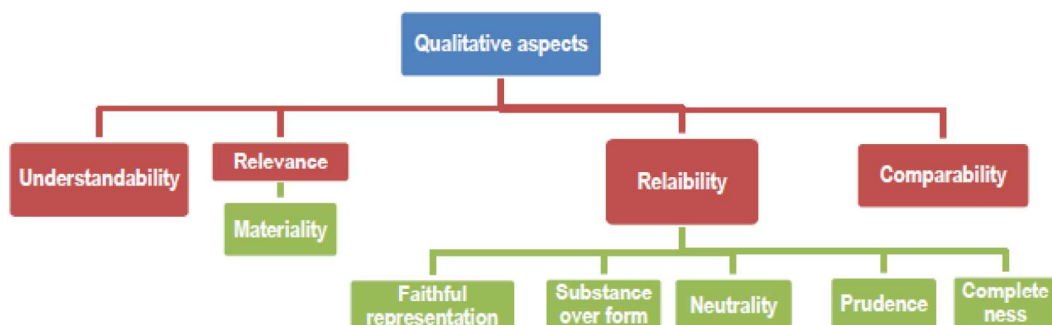 Qualitative aspects
Understandability
Relevance
Relaibility
Comparability
Materiality
Faithful
representation
Substance
over form
Neutrality
Prudence
Complete
ness